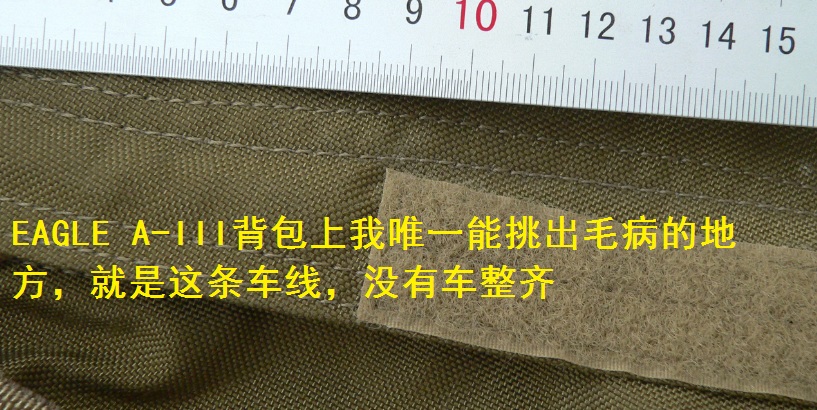 6 7 8 9 10 11 12 13 14 15
EAGLE A-III背包上我唯一能挑出毛病的地
方，就是这条车线，没有车整齐